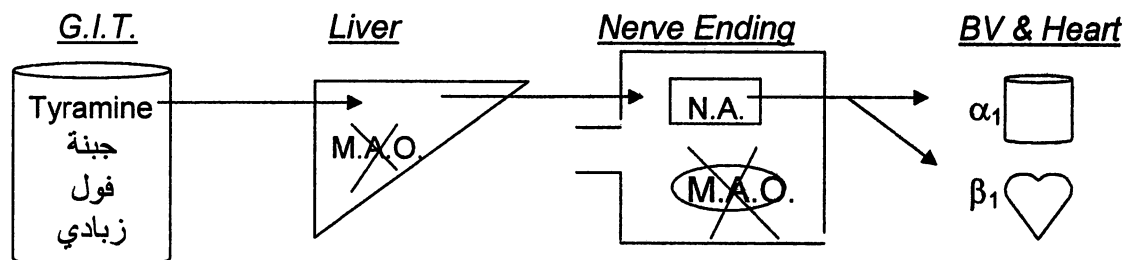 G.I.T.
Liver
Nerve Ending
BV & Heart
Tyramine
جبنة
فول
زبادي
M.A.O.
N.A.
M.A.O.
α₁
β₁